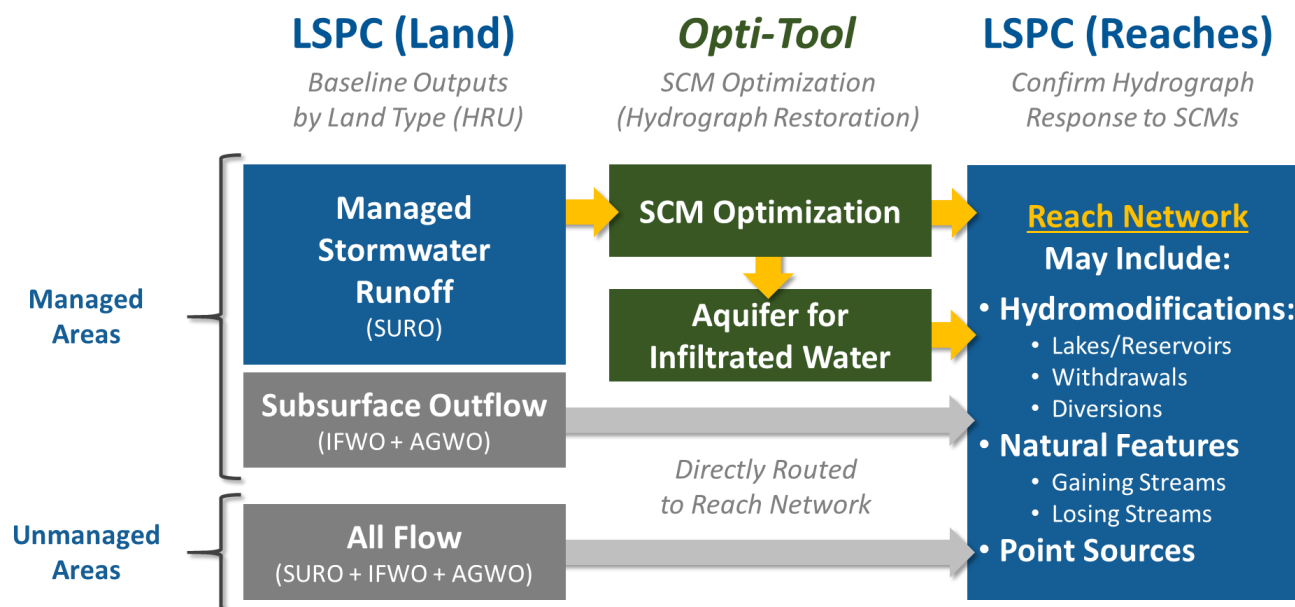 LSPC (Land)
Baseline Outputs
by Land Type (HRU)
Opti-Tool
SCM Optimization
(Hydrograph Restoration)
LSPC (Reaches)
Confirm Hydrograph
Response to SCMs
Managed
Areas
Managed
Stormwater
Runoff
(SURO)
SCM Optimization
Aquifer for
Infiltrated Water
Subsurface Outflow
(IFWO + AGWO)
Directly Routed
to Reach Network
Unmanaged
Areas
All Flow
(SURO + IFWO + AGWO)
Reach Network
May Include:
• Hydromodifications:
• Lakes/Reservoirs
• Withdrawals
• Diversions
• Natural Features
• Gaining Streams
• Losing Streams
• Point Sources